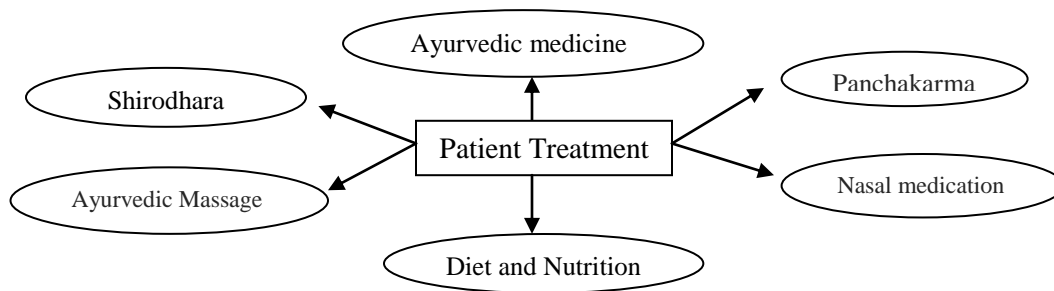 Ayurvedic medicine
Shirodhara
Panchakarma
Patient Treatment
Ayurvedic Massage
Nasal medication
Diet and Nutrition